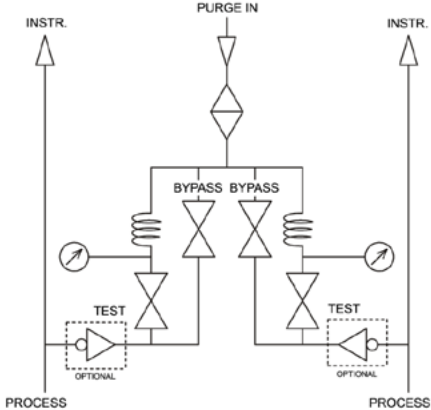 PURGE IN
INSTR.
INSTR.
BYPASS
BYPASS
TEST
TEST
OPTIONAL
OPTIONAL
PROCESS
PROCESS